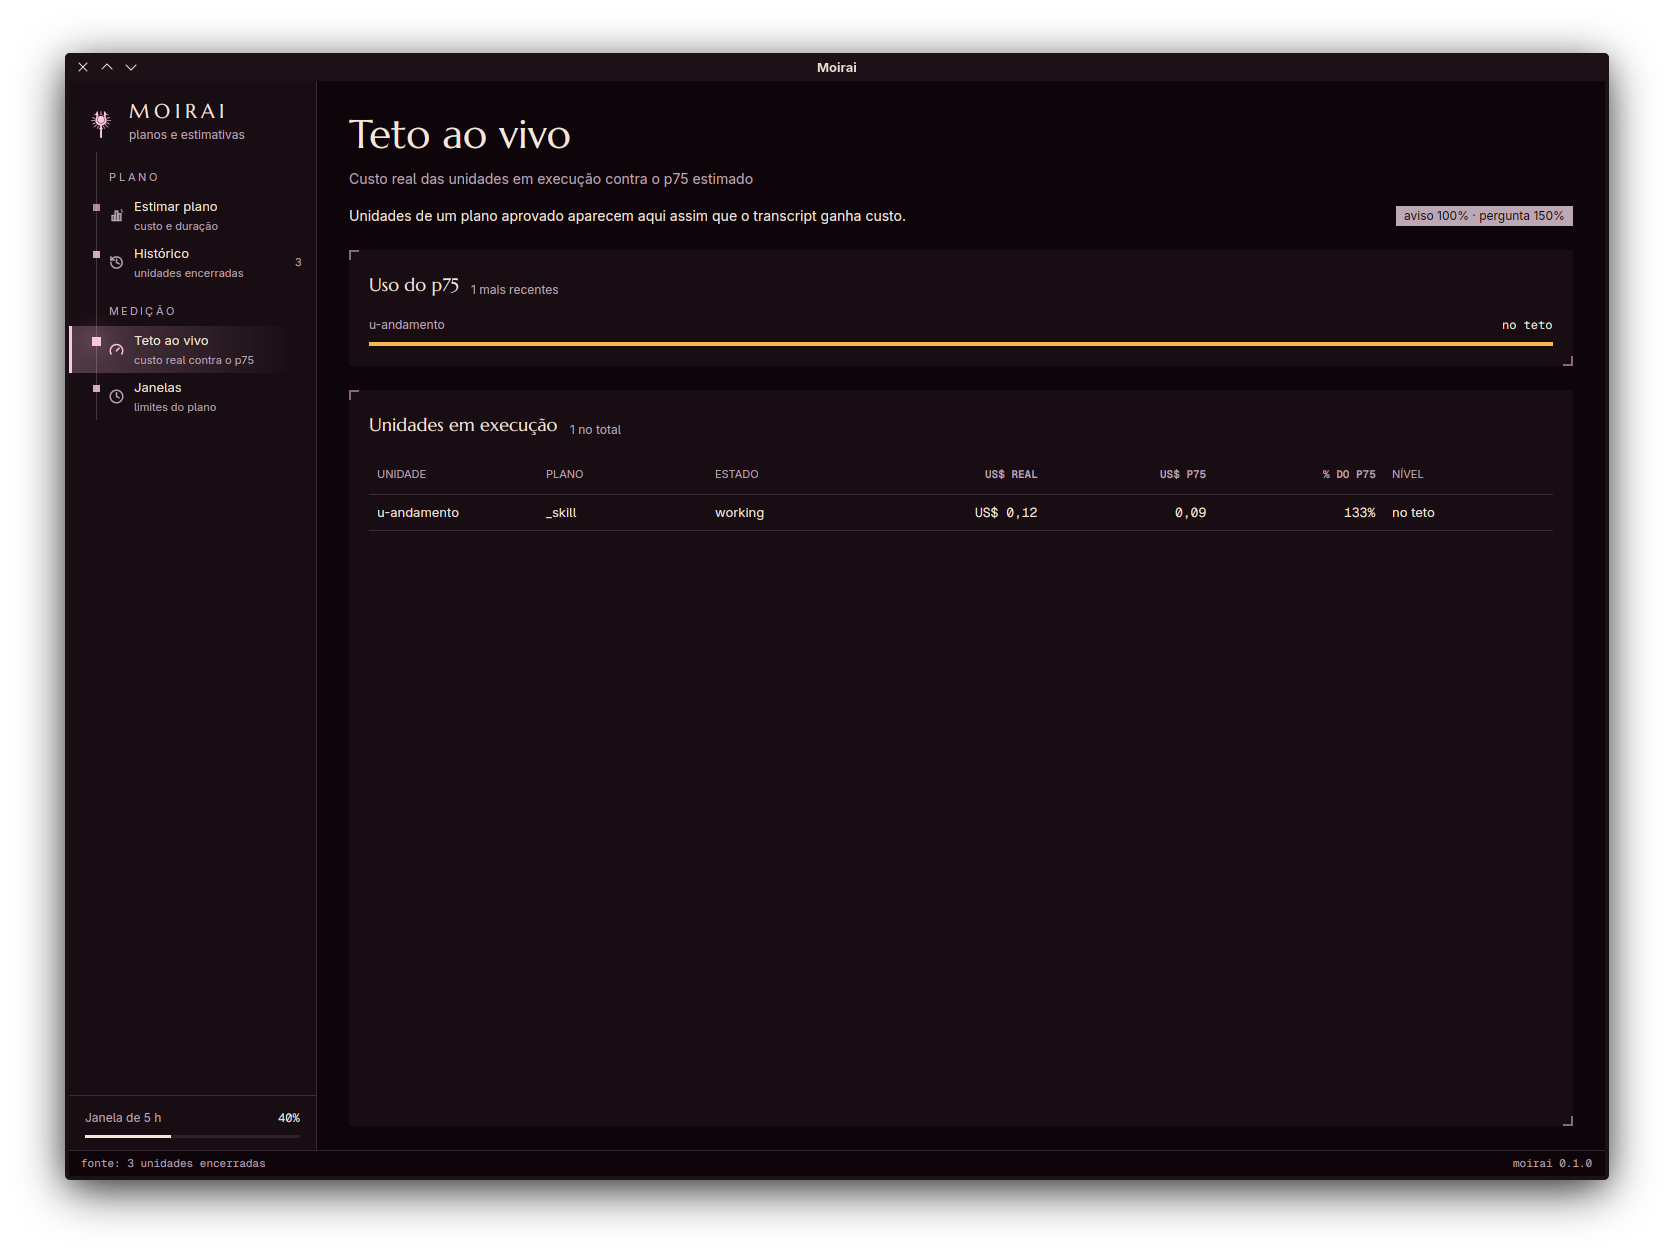 Moirai
MOIRAI
planos e estimativas
PLANO
Estimar plano
custo e duração
Histórico
unidades encerradas
3
MEDIÇÃO
Teto ao vivo
custo real contra o p75
Janelas
limites do plano
Janela de 5 h
40%
Teto ao vivo
Custo real das unidades em execução contra o p75 estimado
Unidades de um plano aprovado aparecem aqui assim que o transcript ganha custo.
aviso 100% · pergunta 150%
Uso do p75 1 mais recentes
u-andamento no teto
Unidades em execução 1 no total
UNIDADE PLANO ESTADO US$ REAL US$ P75 % DO P75 NÍVEL
u-andamento _skill working US$ 0,12 0,09 133% no teto
fonte: 3 unidades encerradas
moirai 0.1.0